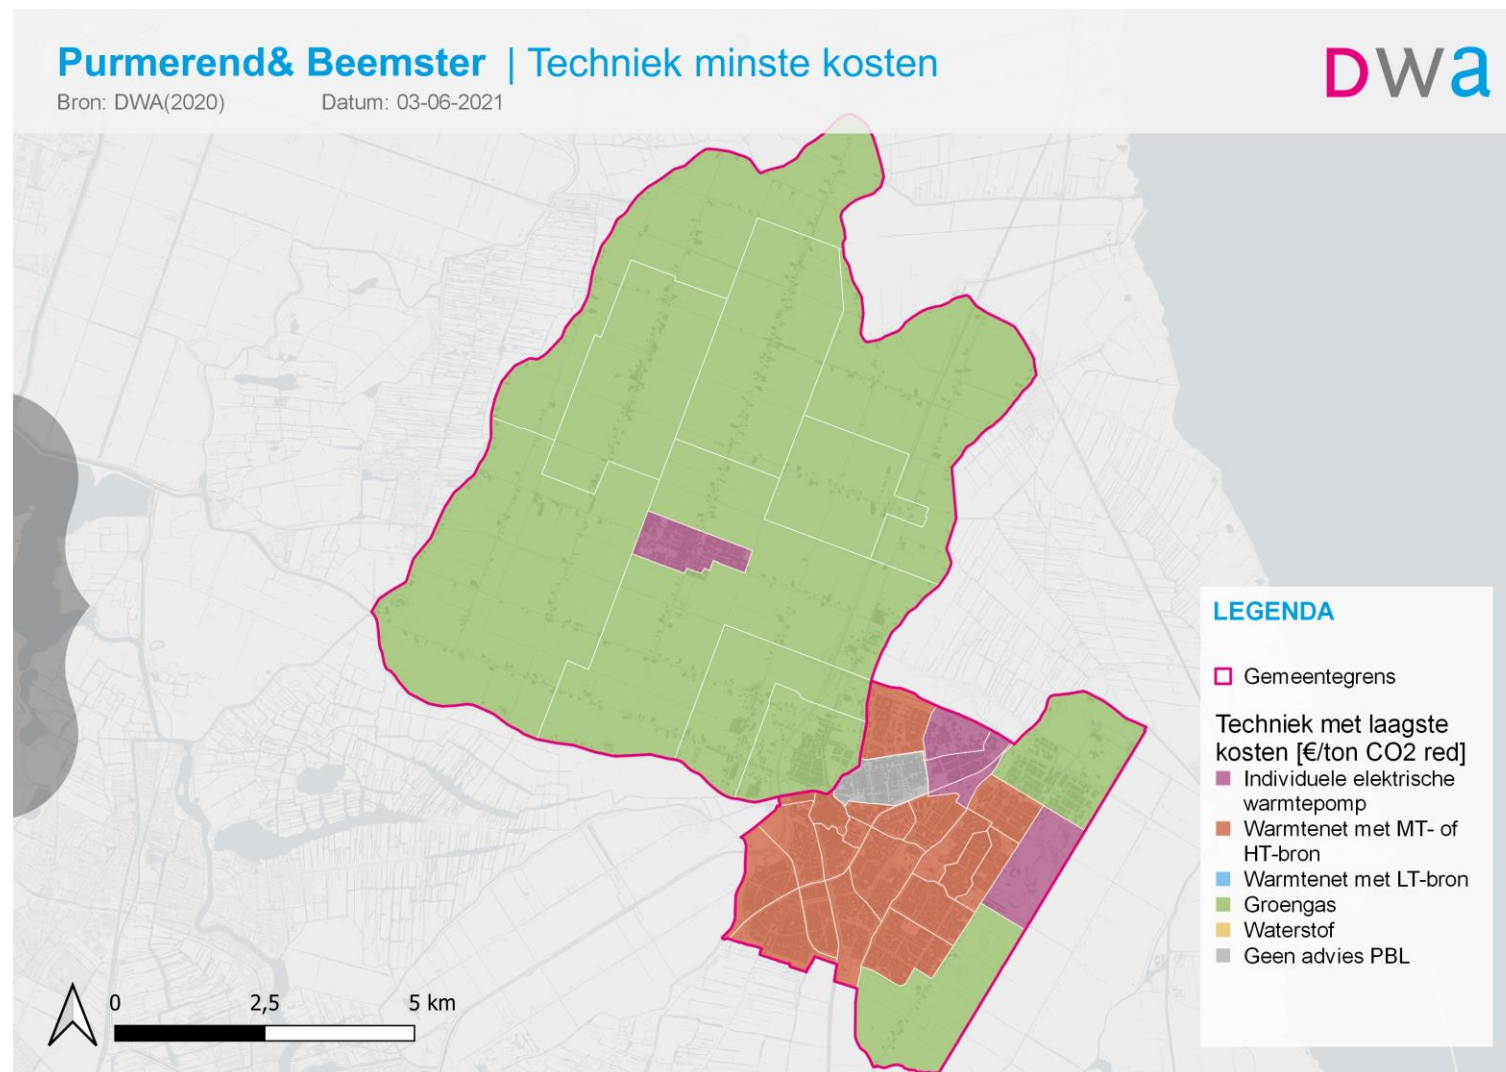 Purmerend& Beemster | Techniek minste kosten
Bron: DWA(2020) Datum: 03-06-2021
DWa
LEGENDA
Gemeentegrens
Techniek met laagste
kosten [€/ton CO2 red]
Individuele elektrische
warmtepomp
Warmtenet met MT- of
HT-bron
Warmtenet met LT-bron
Groengas
Waterstof
Geen advies PBL
0 2,5 5 km